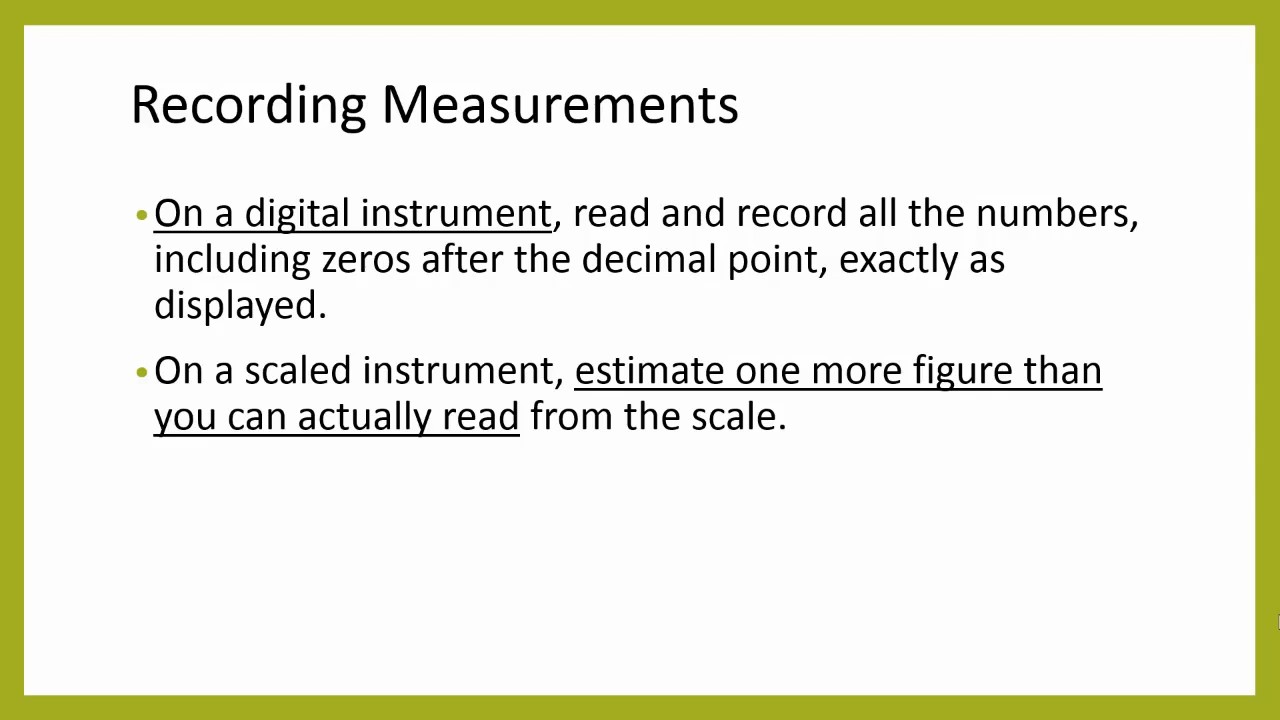 Recording Measurements
•On a digital instrument, read and record all the numbers,
including zeros after the decimal point, exactly as
displayed.
•On a scaled instrument, estimate one more figure than
you can actually read from the scale.